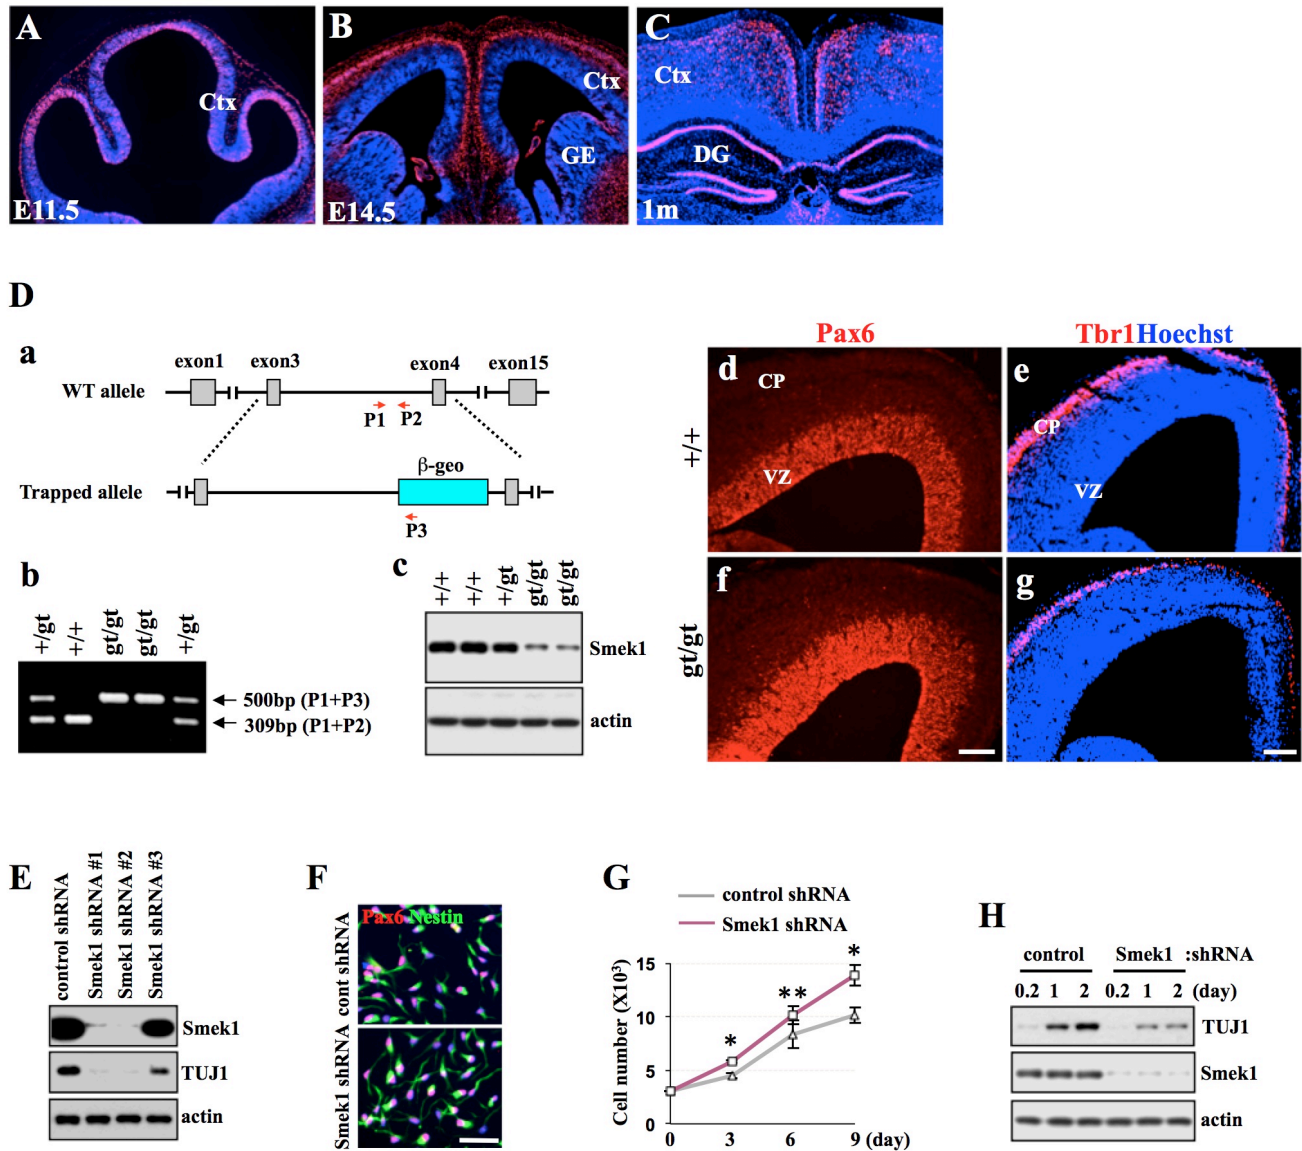 A
Ctx
E11.5
B
Ctx
GE
E14.5
C
Ctx
DG
1m
D
a
exon1 exon3 exon4 exon15
WT allele
P1 P2
β-geo
Trapped allele
P3
b
+/gt +/+ gt/gt gt/gt +/gt
500bp (P1+P3)
309bp (P1+P2)
c
+/+ +/+ +/gt gt/gt gt/gt
Smek1
actin
Pax6
Tbr1Hoechst
+/+
d
CP
VZ
e
CP
VZ
gt/gt
f
g
E
control shRNA
Smek1 shRNA #1
Smek1 shRNA #2
Smek1 shRNA #3
Smek1
TUJ1
actin
F
Pax6 Nestin
cont shRNA
Smek1 shRNA
G
control shRNA
Smek1 shRNA
Cell number (X10³)
15
10
5
0
* ** *
0 3 6 9 (day)
H
control Smek1 :shRNA
0.2 1 2 0.2 1 2 (day)
TUJ1
Smek1
actin